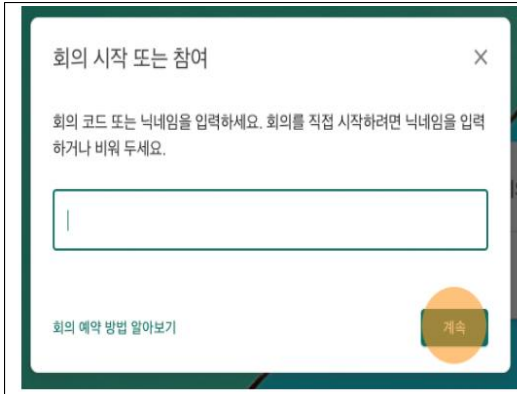 회의 시작 또는 참여
회의 코드 또는 닉네임을 입력하세요. 회의를 직접 시작하려면 닉네임을 입력
하거나 비워 두세요.
회의 예약 방법 알아보기
계속